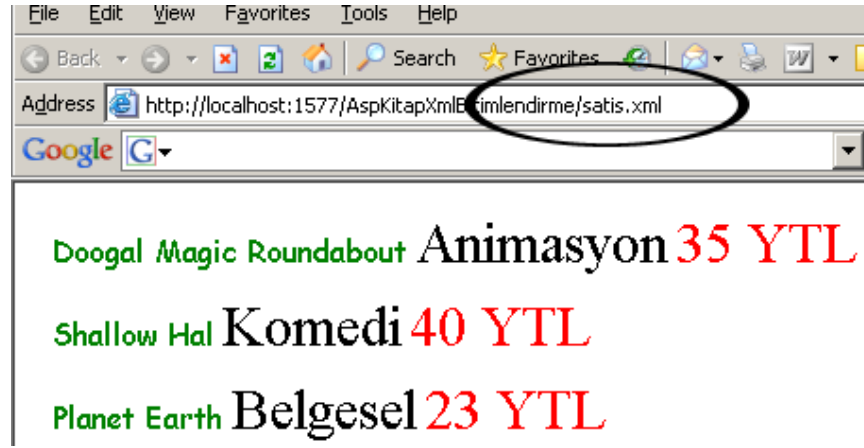 File Edit View Favorites Tools Help
Back Search Favorites W
Address http://localhost:1577/AspKitapXmlBicimlendirme/satis.xml
Google G
Doogal Magic Roundabout Animasyon 35 YTL
Shallow Hal Komedi 40 YTL
Planet Earth Belgesel 23 YTL